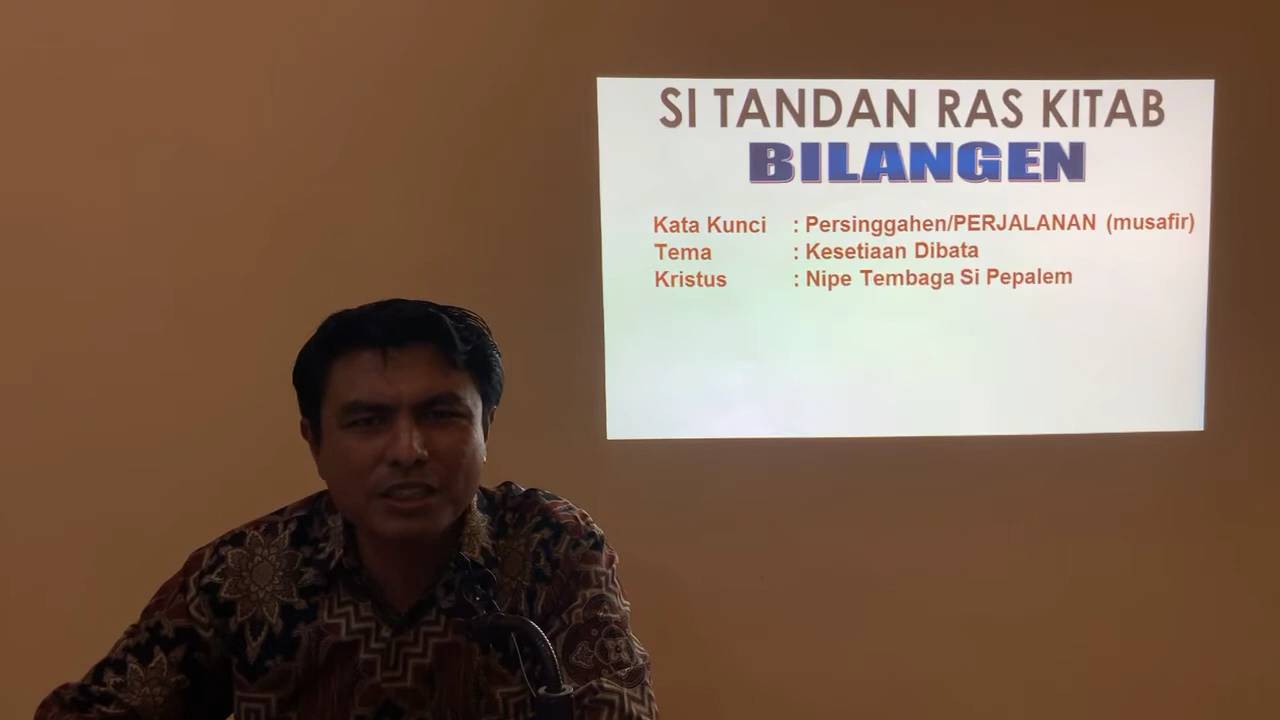 SI TANDAN RAS KITAB
BILANGEN
Kata Kunci : Persinggahen/PERJALANAN (musafir)
Tema : Kesetiaan Dibata
Kristus : Nipe Tembaga Si Pepalem